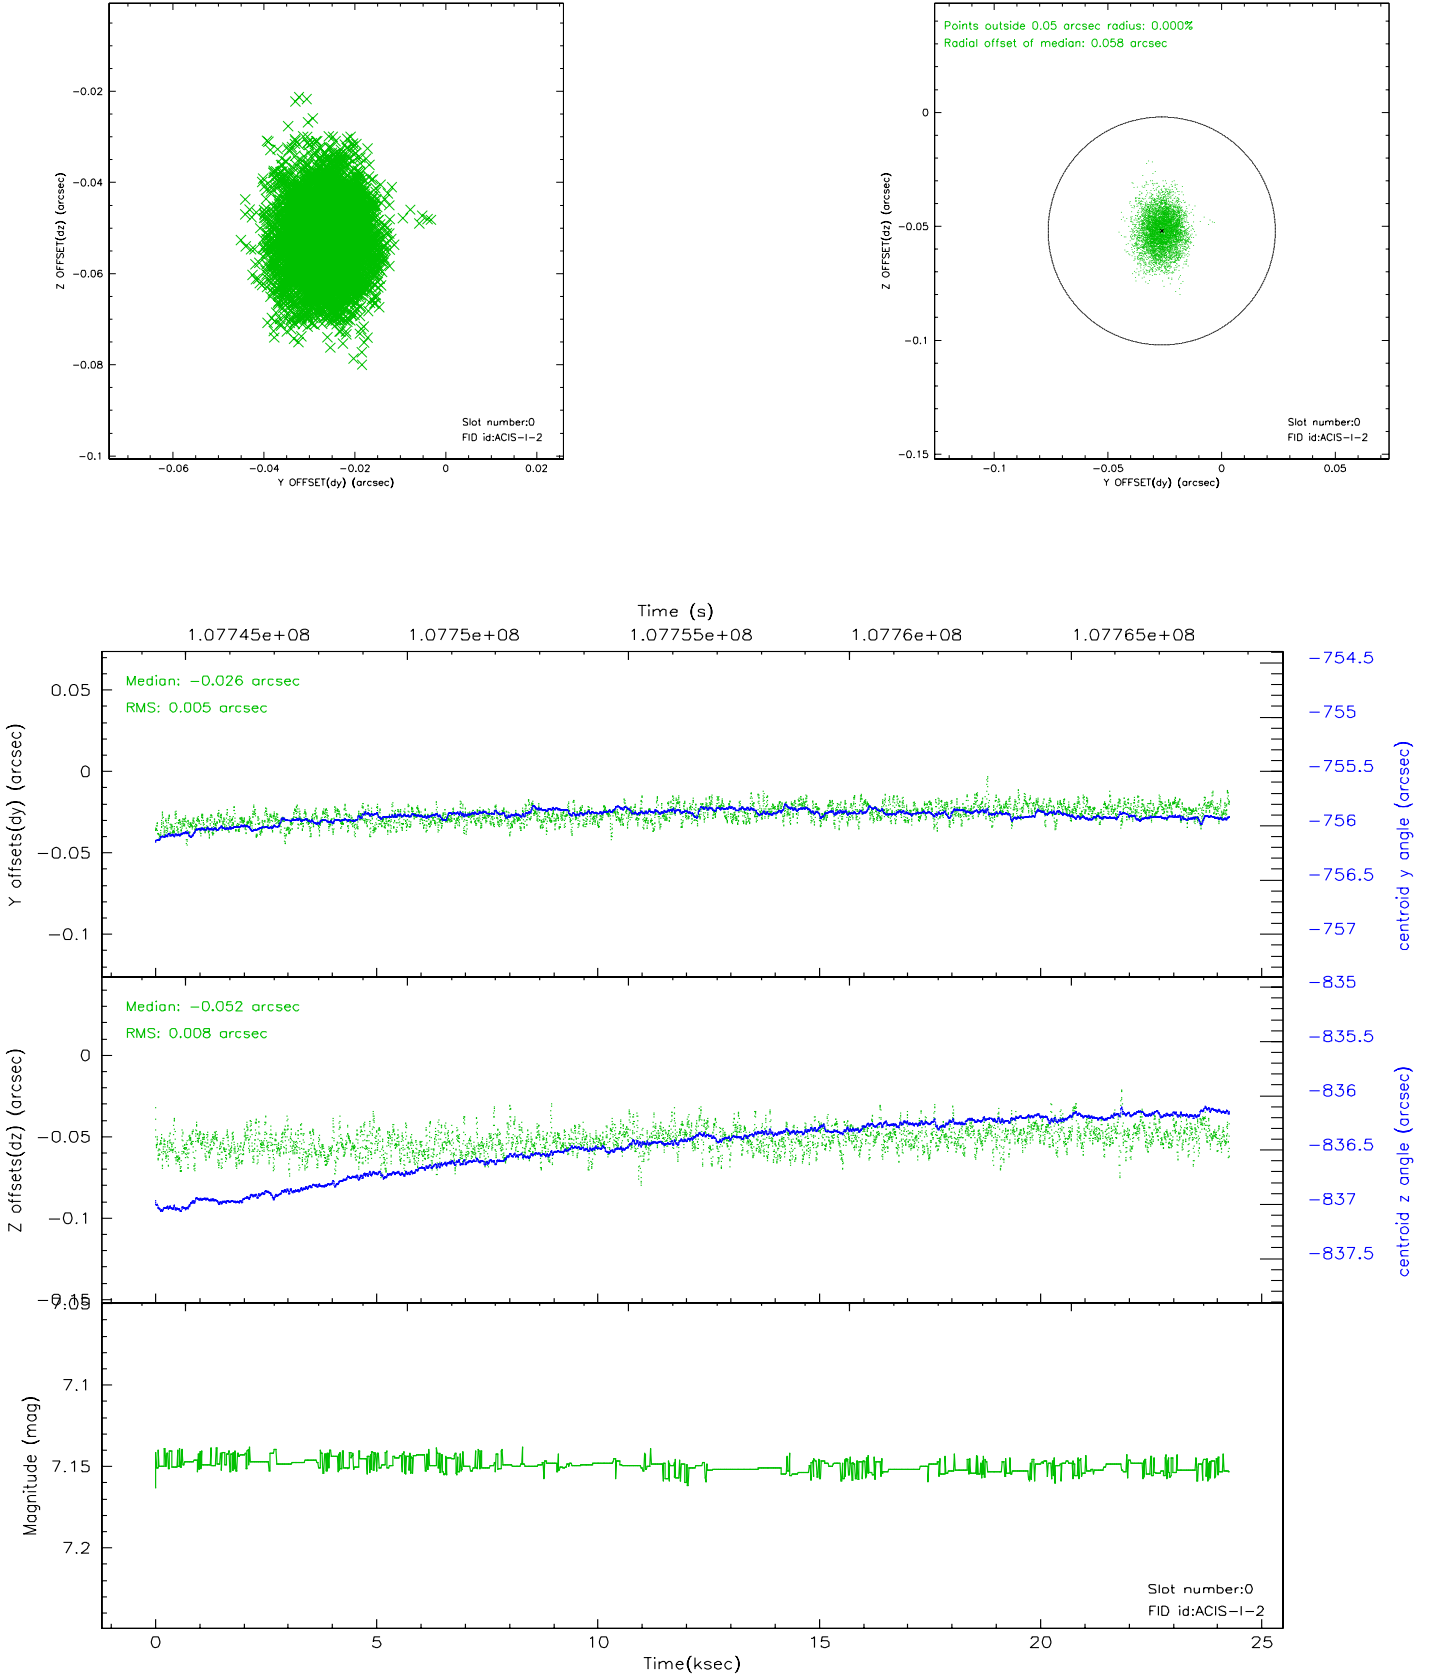 −0.02
−0.04
−0.06
−0.08
−0.1
Z OFFSET(dz) (arcsec)
Slot number:0
FID id:ACIS−I−2
−0.06
−0.04
−0.02
0
0.02
Y OFFSET(dy) (arcsec)
Points outside 0.05 arcsec radius: 0.000%
Radial offset of median: 0.058 arcsec
0
−0.05
−0.1
−0.15
Z OFFSET(dz) (arcsec)
Slot number:0
FID id:ACIS−I−2
−0.1
−0.05
0
0.05
Y OFFSET(dy) (arcsec)
Time (s)
1.07745e+08
1.0775e+08
1.07755e+08
1.0776e+08
1.07765e+08
Median: −0.026 arcsec
RMS: 0.005 arcsec
0.05
0
−0.05
−0.1
Y offsets(dy) (arcsec)
−754.5
−755
−755.5
−756
−756.5
−757
centroid y angle (arcsec)
Median: −0.052 arcsec
RMS: 0.008 arcsec
0
−0.05
−0.1
−0.15
Z offsets(dz) (arcsec)
−835
−835.5
−836
−836.5
−837
−837.5
centroid z angle (arcsec)
7.05
7.1
7.15
7.2
Magnitude (mag)
Slot number:0
FID id:ACIS−I−2
0
5
10
15
20
25
Time(ksec)